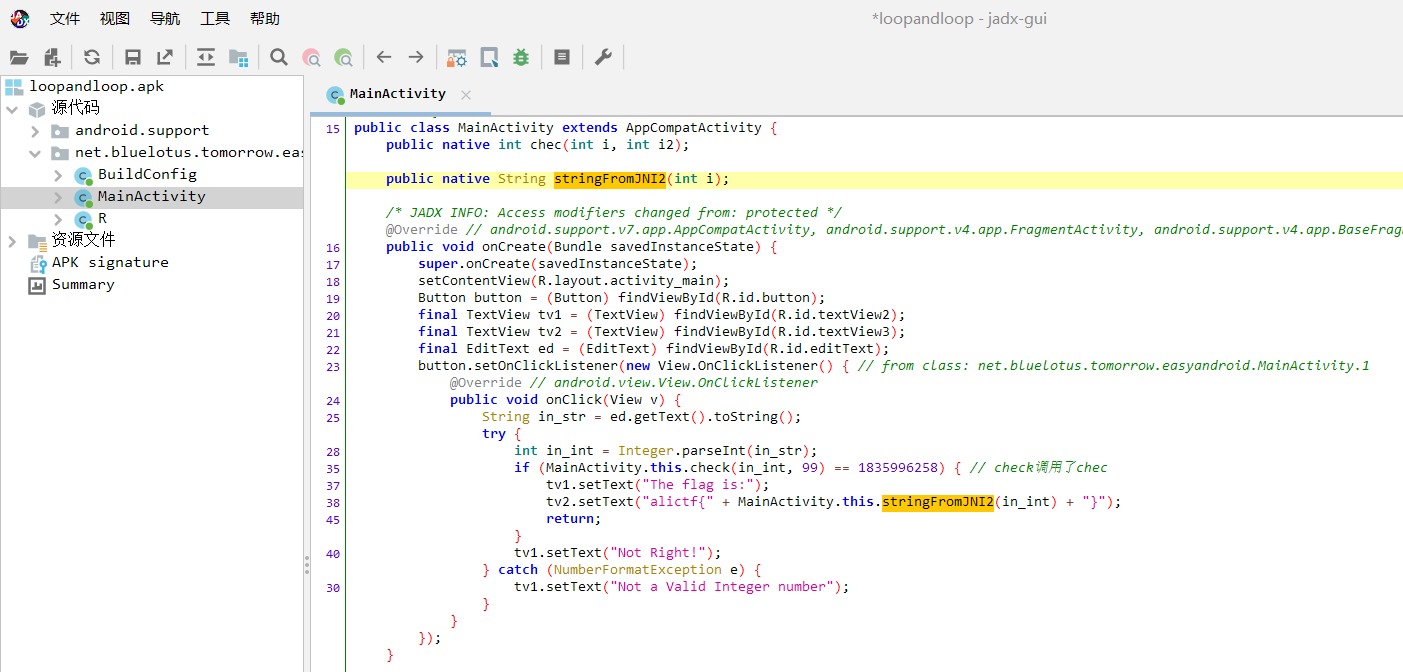 文件 视图 导航 工具 帮助
*loopandloop - jadx-gui
loopandloop.apk
源代码
android.support
net.bluelotus.tomorrow.eas
BuildConfig
MainActivity
R
资源文件
APK signature
Summary
MainActivity
15 public class MainActivity extends AppCompatActivity {
public native int chec(int i, int i2);
public native String stringFromJNI2(int i);
/* JADX INFO: Access modifiers changed from: protected */
@Override // android.support.v7.app.AppCompatActivity, android.support.v4.app.FragmentActivity, android.support.v4.app.BaseFrag
16 public void onCreate(Bundle savedInstanceState) {
17 super.onCreate(savedInstanceState);
18 setContentView(R.layout.activity_main);
19 Button button = (Button) findViewById(R.id.button);
20 final TextView tv1 = (TextView) findViewById(R.id.textView2);
21 final TextView tv2 = (TextView) findViewById(R.id.textView3);
22 final EditText ed = (EditText) findViewById(R.id.editText);
23 button.setOnClickListener(new View.OnClickListener() { // from class: net.bluelotus.tomorrow.easyandroid.MainActivity.1
@Override // android.view.View.OnClickListener
24 public void onClick(View v) {
25 String in_str = ed.getText().toString();
try {
28 int in_int = Integer.parseInt(in_str);
35 if (MainActivity.this.check(in_int, 99) == 1835996258) { // check调用了chec
37 tv1.setText("The flag is:");
38 tv2.setText("alictf{" + MainActivity.this.stringFromJNI2(in_int) + "}");
45 return;
}
40 tv1.setText("Not Right!");
} catch (NumberFormatException e) {
30 tv1.setText("Not a Valid Integer number");
}
}
});
}